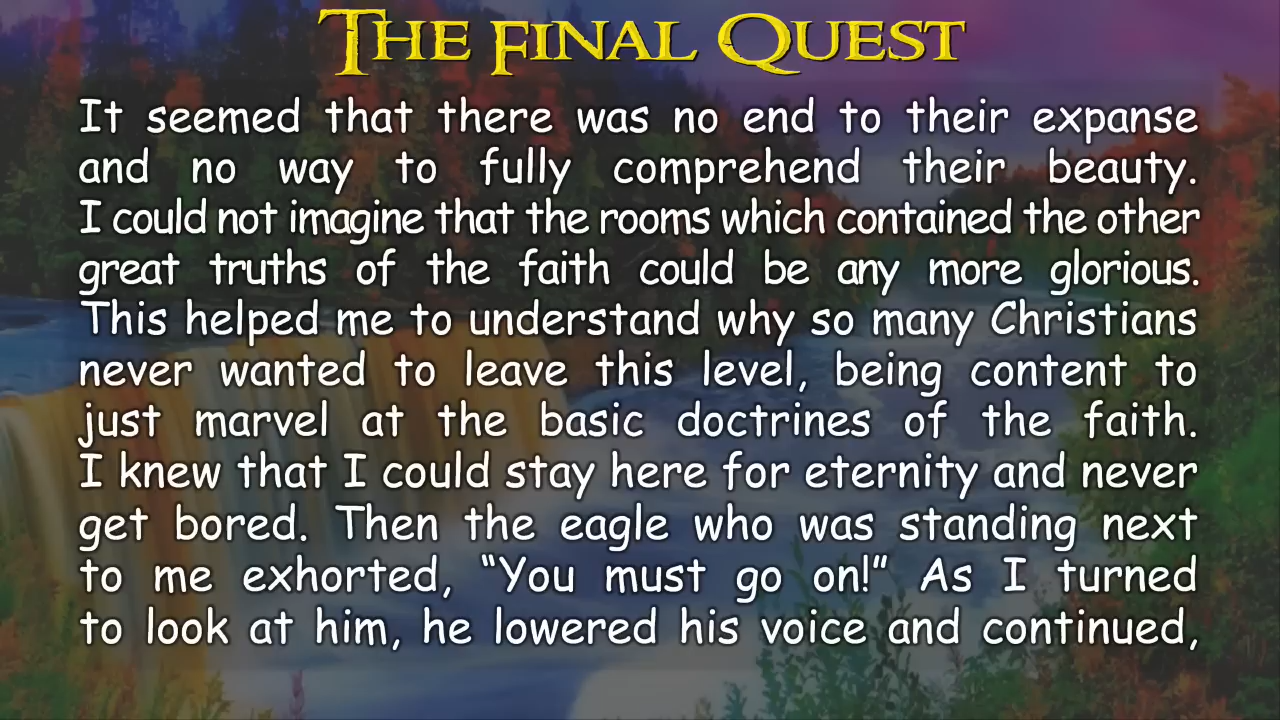 The Final Quest
It seemed that there was no end to their expanse
and no way to fully comprehend their beauty.
I could not imagine that the rooms which contained the other
great truths of the faith could be any more glorious.
This helped me to understand why so many Christians
never wanted to leave this level, being content to
just marvel at the basic doctrines of the faith.
I knew that I could stay here for eternity and never
get bored. Then the eagle who was standing next
to me exhorted, “You must go on!” As I turned
to look at him, he lowered his voice and continued,